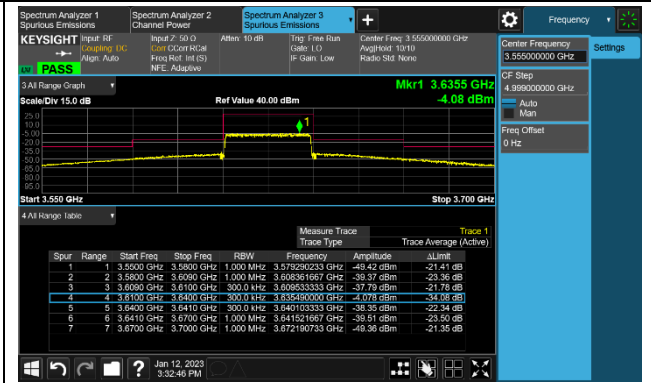 Spectrum Analyzer 1 Spectrum Analyzer 2 Spectrum Analyzer 3 + Frequency
Spurious Emissions Channel Power Spurious Emissions
KEYSIGHT Input: RF Input Z: 50 Ω Atten: 10 dB Trig: Free Run Center Freq: 3.555000000 GHz
Coupling: DC Corr CCorr RCal Gate: LO Avg|Hold: 10/10
Align: Auto Freq Ref: Int (S) IF Gain: Low Radio Std: None
PASS NFE: Adaptive
Center Frequency Settings
3.555000000 GHz
CF Step
4.999000000 GHz
Auto
Man
Freq Offset
0 Hz
3 All Range Graph Mkr1 3.6355 GHz
Scale/Div 15.0 dB Ref Value 40.00 dBm -4.08 dBm
25.0
10.0
-5.00
-20.0
-35.0
-50.0
-65.0
-80.0
-95.0
1
Start 3.550 GHz Stop 3.700 GHz
4 All Range Table
Measure Trace Trace 1
Trace Type Trace Average (Active)
Spur Range Start Freq Stop Freq RBW Frequency Amplitude ΔLimit
1 1 3.5500 GHz 3.5800 GHz 1.000 MHz 3.579290233 GHz -49.42 dBm -21.41 dB
2 2 3.5800 GHz 3.6090 GHz 1.000 MHz 3.608361667 GHz -39.37 dBm -23.36 dB
3 3 3.6090 GHz 3.6100 GHz 300.0 kHz 3.609533333 GHz -37.79 dBm -21.78 dB
4 4 3.6100 GHz 3.6400 GHz 300.0 kHz 3.635490000 GHz -4.078 dBm -34.08 dB
5 5 3.6400 GHz 3.6410 GHz 300.0 kHz 3.640103333 GHz -38.35 dBm -22.34 dB
6 6 3.6410 GHz 3.6700 GHz 1.000 MHz 3.641521667 GHz -39.51 dBm -23.50 dB
7 7 3.6700 GHz 3.7000 GHz 1.000 MHz 3.672190733 GHz -49.36 dBm -21.35 dB
? Jan 12, 2023
3:32:46 PM